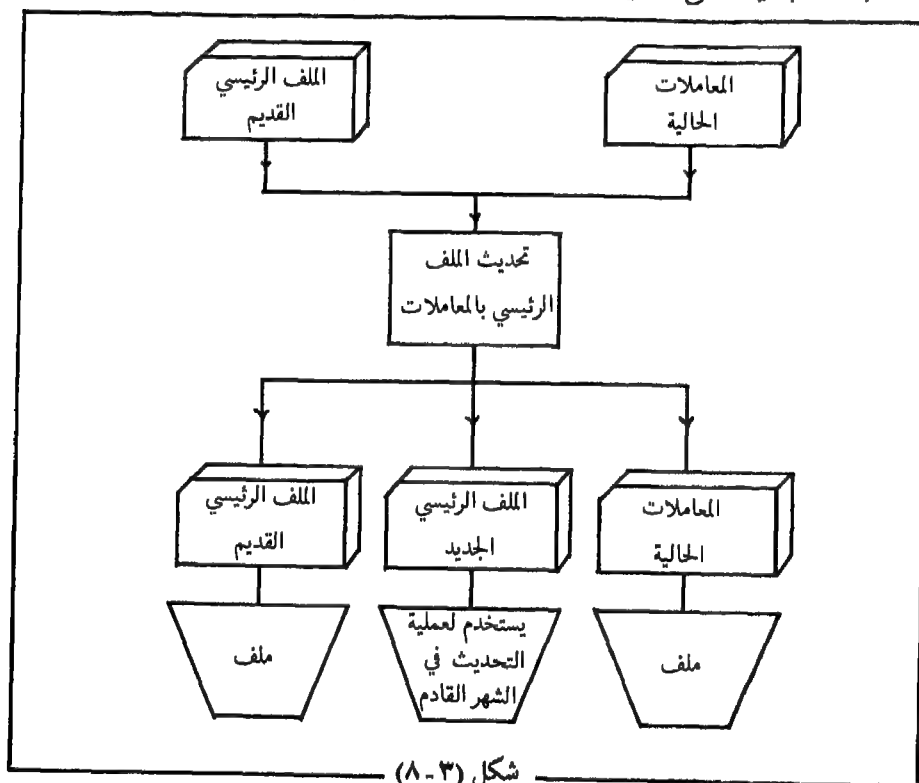 المعاملات
الحالية
الملف الرئيسي
القديم
تحديث الملف
الرئيسي بالمعاملات
المعاملات
الحالية
الملف الرئيسي
الجديد
الملف الرئيسي
القديم
ملف
يستخدم لعملية
التحديث في
الشهر القادم
ملف
شكل (٣ - ٨)